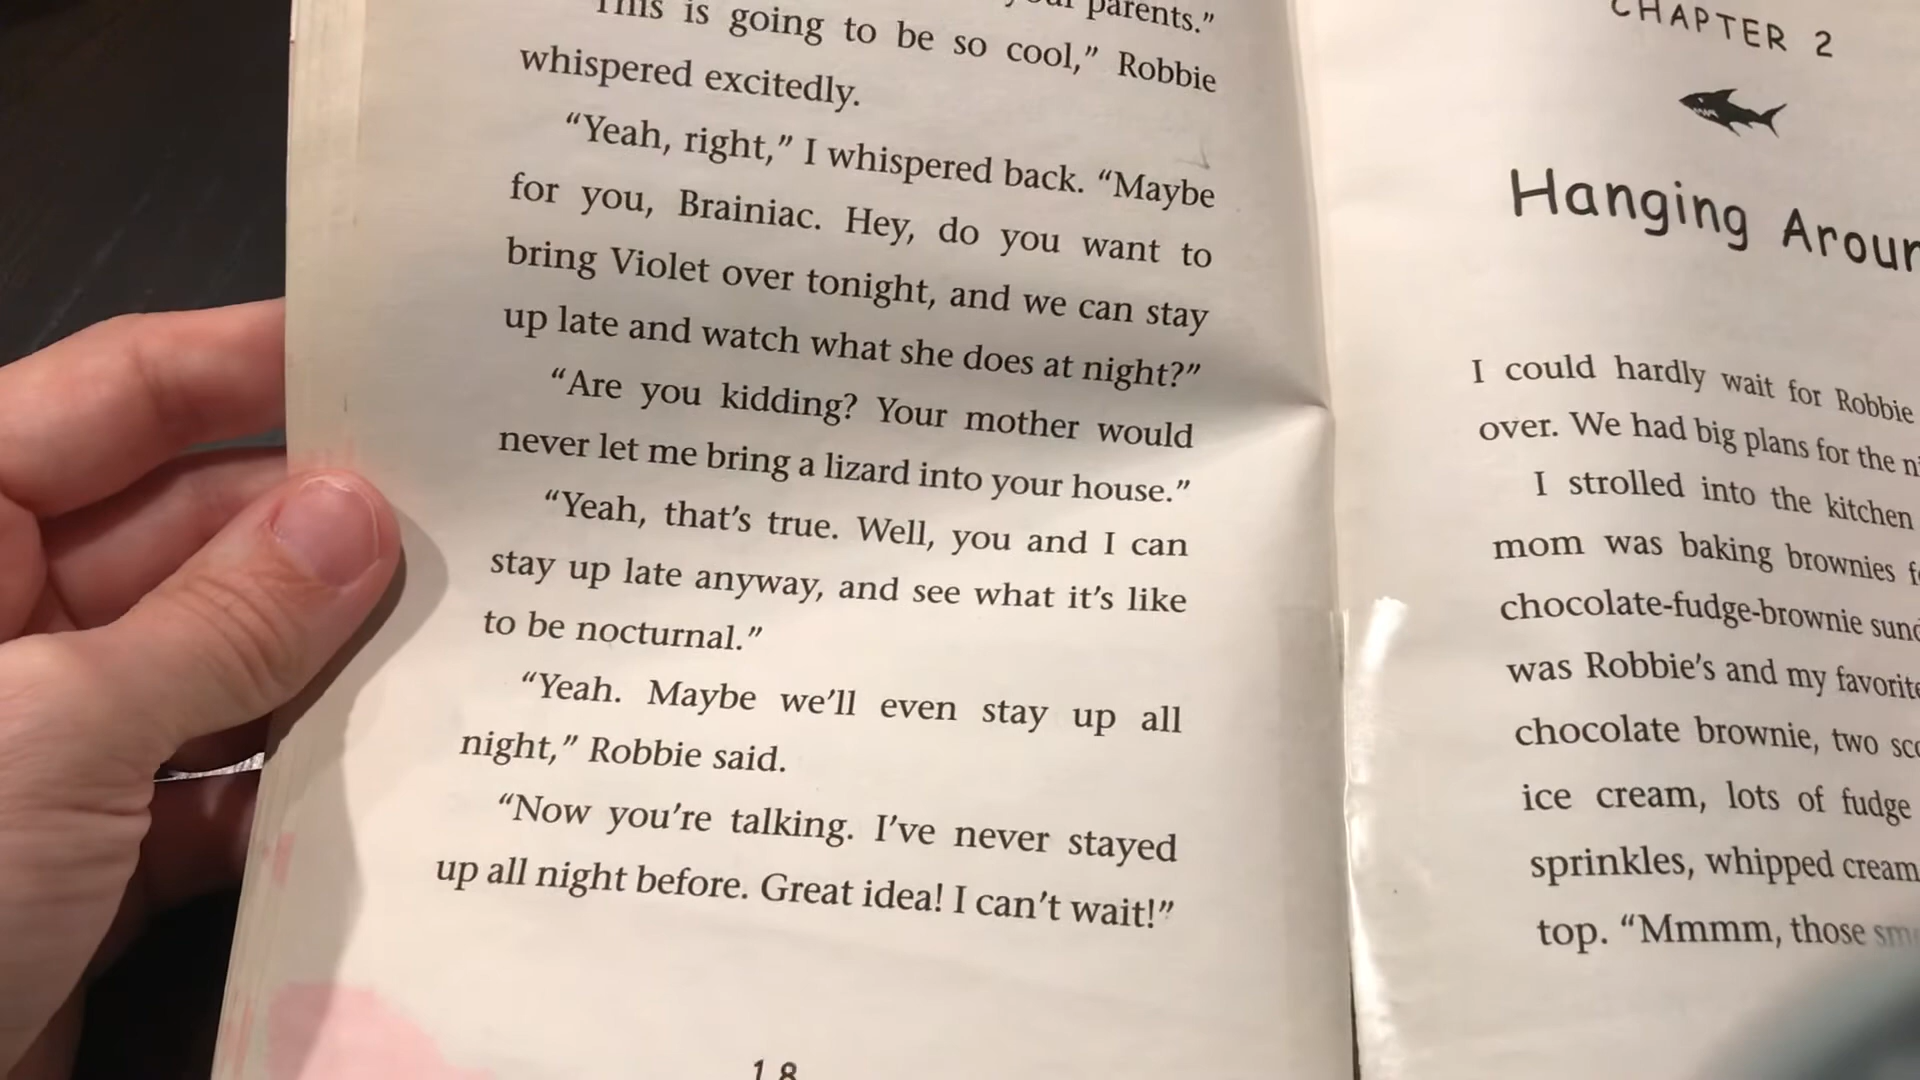 your parents."
"This is going to be so cool," Robbie
whispered excitedly.
"Yeah, right," I whispered back. "Maybe
for you, Brainiac. Hey, do you want to
bring Violet over tonight, and we can stay
up late and watch what she does at night?"
"Are you kidding? Your mother would
never let me bring a lizard into your house."
"Yeah, that's true. Well, you and I can
stay up late anyway, and see what it's like
to be nocturnal."
"Yeah. Maybe we'll even stay up all
night," Robbie said.
"Now you're talking. I've never stayed
up all night before. Great idea! I can't wait!"
18
CHAPTER 2
Hanging
I could hardly wait for Robbie
over. We had big plans for the
I strolled into the kitchen
mom was baking brownies
chocolate-fudge-brownie
was Robbie's and my
chocolate brownie, two
ice cream, lots of fudge
sprinkles, whipped cream
top. "Mmmm, those